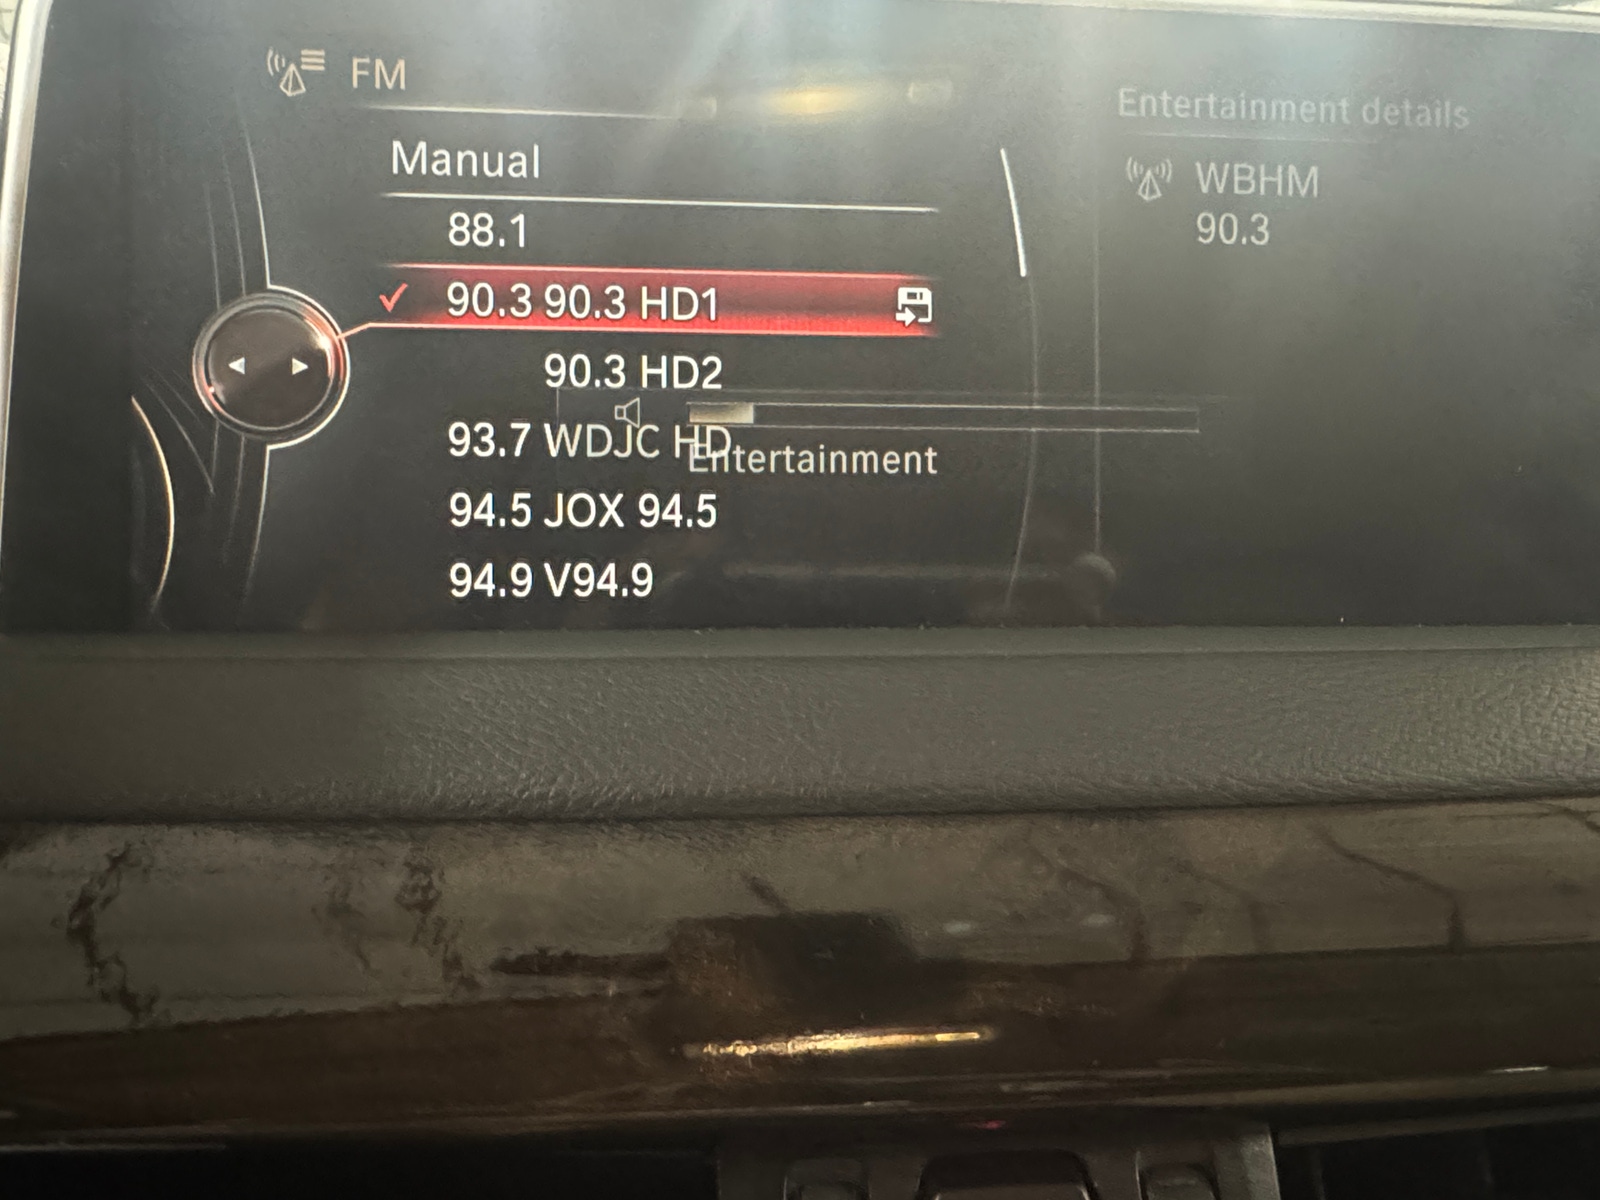 FM
Manual
88.1
90.3 90.3 HD1
90.3 HD2
93.7 WDJC HD
Entertainment
94.5 JOX 94.5
94.9 V94.9
Entertainment details
WBHM
90.3